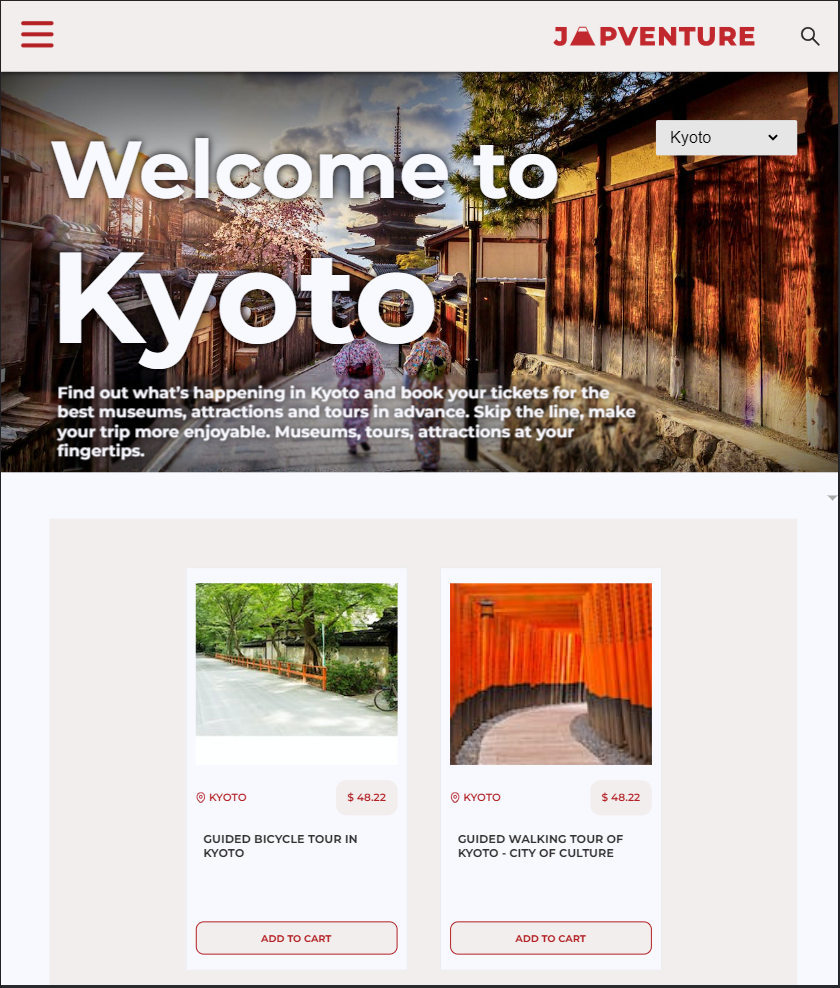 JAPVENTURE
Kyoto
Welcome to
Kyoto
Find out what’s happening in Kyoto and book your tickets for the
best museums, attractions and tours in advance. Skip the line, make
your trip more enjoyable. Museums, tours, attractions at your
fingertips.
KYOTO
$ 48.22
GUIDED BICYCLE TOUR IN
KYOTO
ADD TO CART
KYOTO
$ 48.22
GUIDED WALKING TOUR OF
KYOTO - CITY OF CULTURE
ADD TO CART